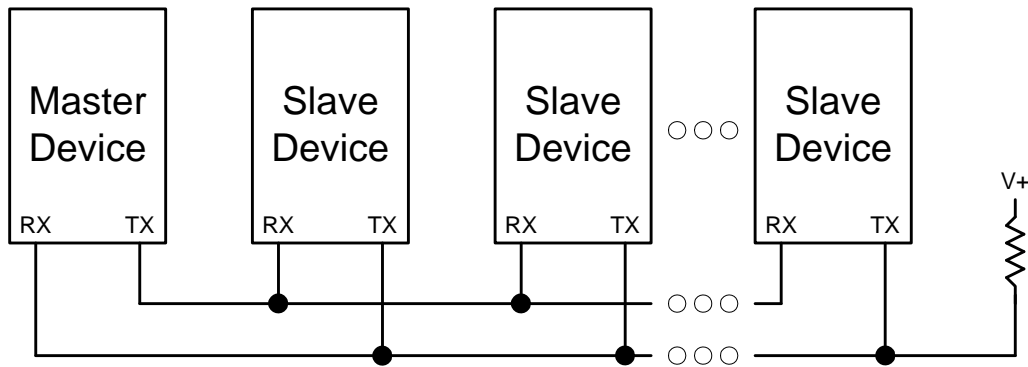 Master
Device
Slave
Device
Slave
Device
Slave
Device
V+
RX TX
RX TX
RX TX
RX TX